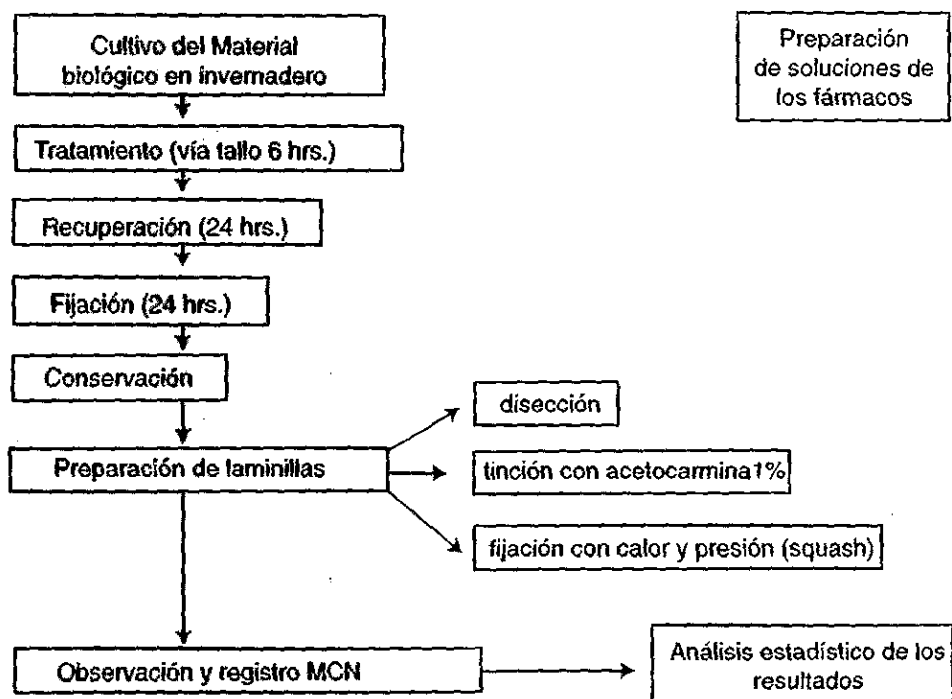 Cultivo del Material
biológico en invernadero
Preparación
de soluciones de
los fármacos
Tratamiento (vía tallo 6 hrs.)
Recuperación (24 hrs.)
Fijación (24 hrs.)
Conservación
Preparación de laminillas
disección
tinción con acetocarmina 1%
fijación con calor y presión (squash)
Observación y registro MCN
Análisis estadístico de los
resultados